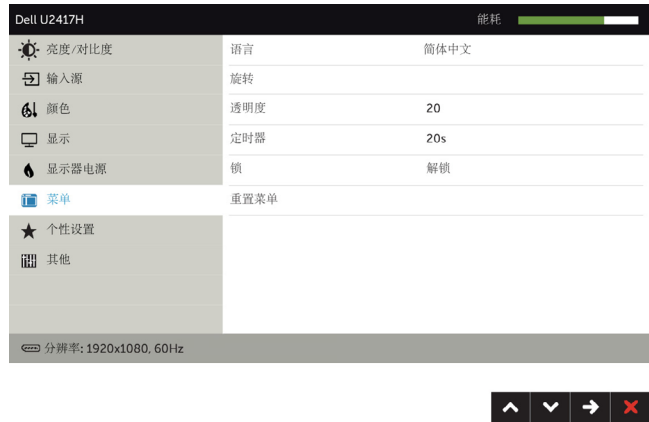 Dell U2417H 能耗
亮度/对比度 语言 简体中文
输入源 旋转
颜色 透明度 20
显示 定时器 20s
显示器电源 锁 解锁
菜单 重置菜单
个性设置
其他
分辨率: 1920x1080, 60Hz